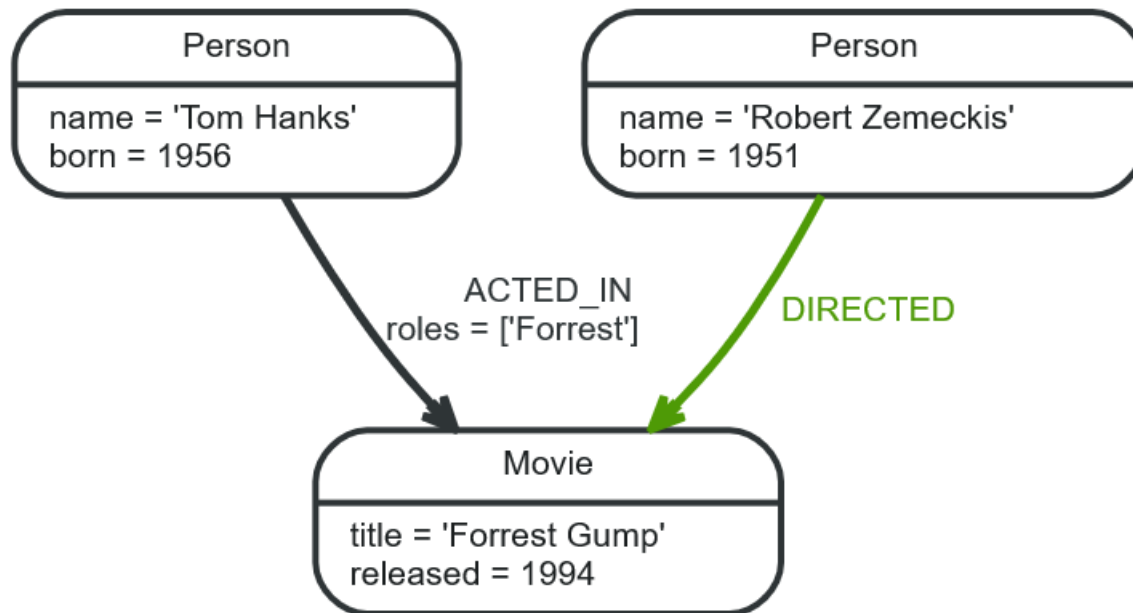 Person
name = 'Tom Hanks'
born = 1956
Person
name = 'Robert Zemeckis'
born = 1951
ACTED_IN
roles = ['Forrest']
DIRECTED
Movie
title = 'Forrest Gump'
released = 1994